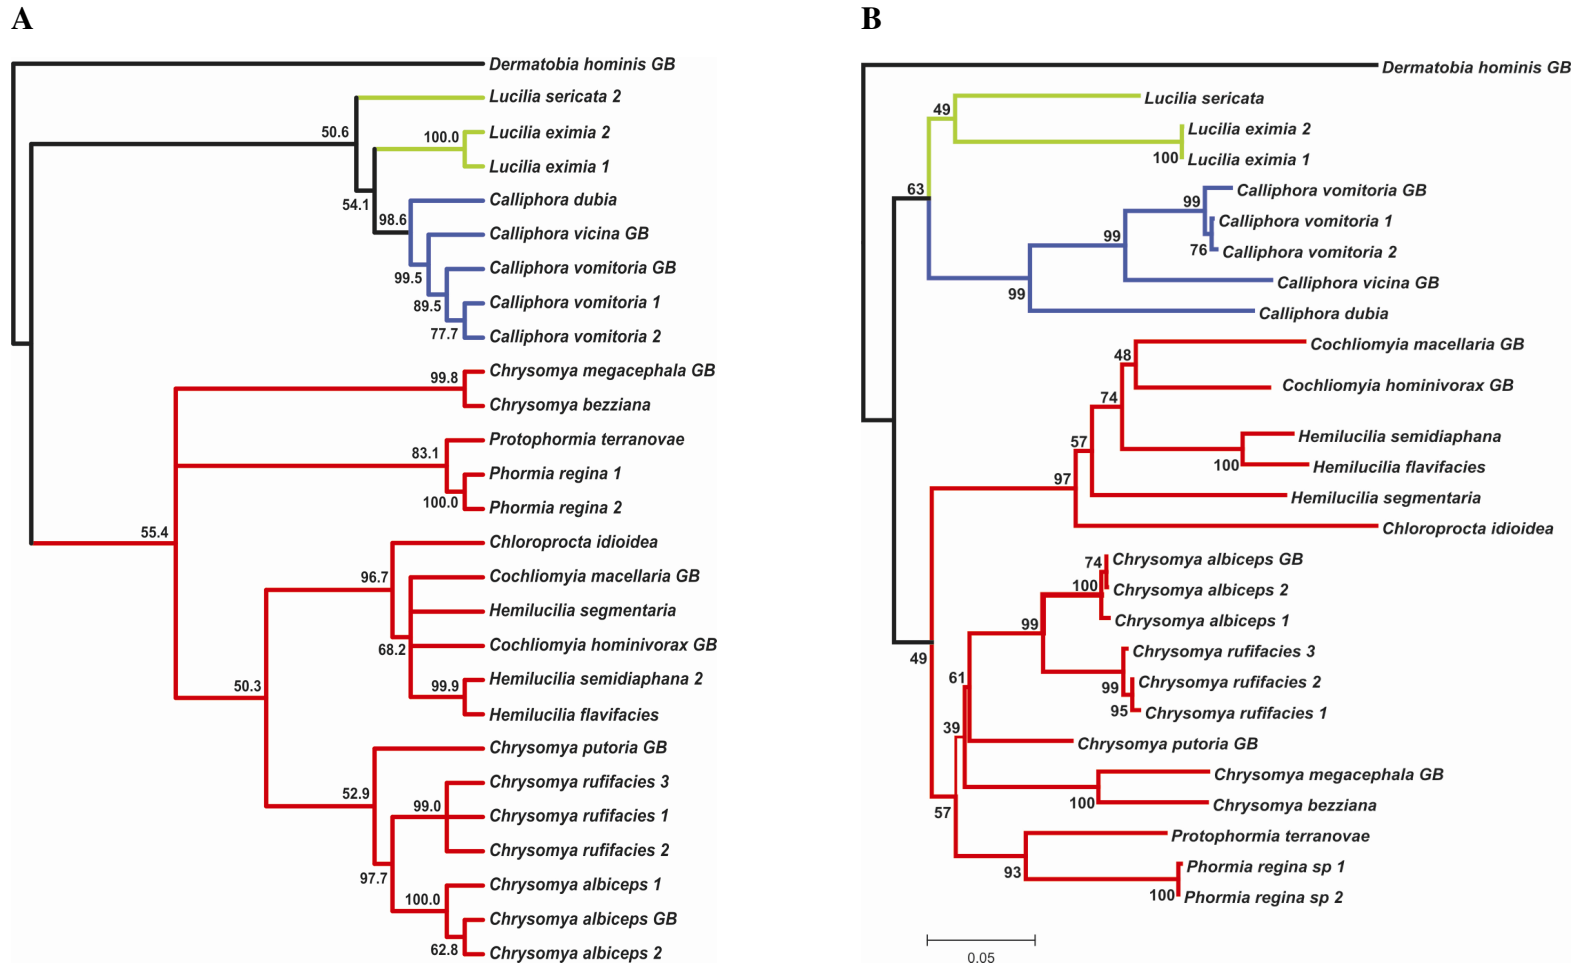 A
Dermatobia hominis GB
Lucilia sericata 2
50.6
100.0
Lucilia eximia 2
Lucilia eximia 1
54.1
98.6
Calliphora dubia
Calliphora vicina GB
99.5
Calliphora vomitoria GB
89.5
Calliphora vomitoria 1
77.7
Calliphora vomitoria 2
99.8
Chrysomya megacephala GB
Chrysomya bezziana
83.1
Protophormia terranovae
Phormia regina 1
100.0
Phormia regina 2
55.4
Chloroprocta idioidea
96.7
Cochliomyia macellaria GB
Hemilucilia segmentaria
68.2
Cochliomyia hominivorax GB
50.3
99.9
Hemilucilia semidiaphana 2
Hemilucilia flavifacies
Chrysomya putoria GB
52.9
Chrysomya rufifacies 3
99.0
Chrysomya rufifacies 1
Chrysomya rufifacies 2
97.7
100.0
Chrysomya albiceps 1
Chrysomya albiceps GB
62.8
Chrysomya albiceps 2
B
Dermatobia hominis GB
49
Lucilia sericata
Lucilia eximia 2
100
Lucilia eximia 1
63
99
Calliphora vomitoria GB
Calliphora vomitoria 1
99
76
Calliphora vomitoria 2
Calliphora vicina GB
99
Calliphora dubia
Cochliomyia macellaria GB
48
Cochliomyia hominivorax GB
74
57
Hemilucilia semidiaphana
100
Hemilucilia flavifacies
97
Hemilucilia segmentaria
Chloroprocta idioidea
74
Chrysomya albiceps GB
100
Chrysomya albiceps 2
99
Chrysomya albiceps 1
49
Chrysomya rufifacies 3
61
99
Chrysomya rufifacies 2
95
Chrysomya rufifacies 1
39
Chrysomya putoria GB
Chrysomya megacephala GB
100
Chrysomya bezziana
57
Protophormia terranovae
93
Phormia regina sp 1
100
Phormia regina sp 2
0.05